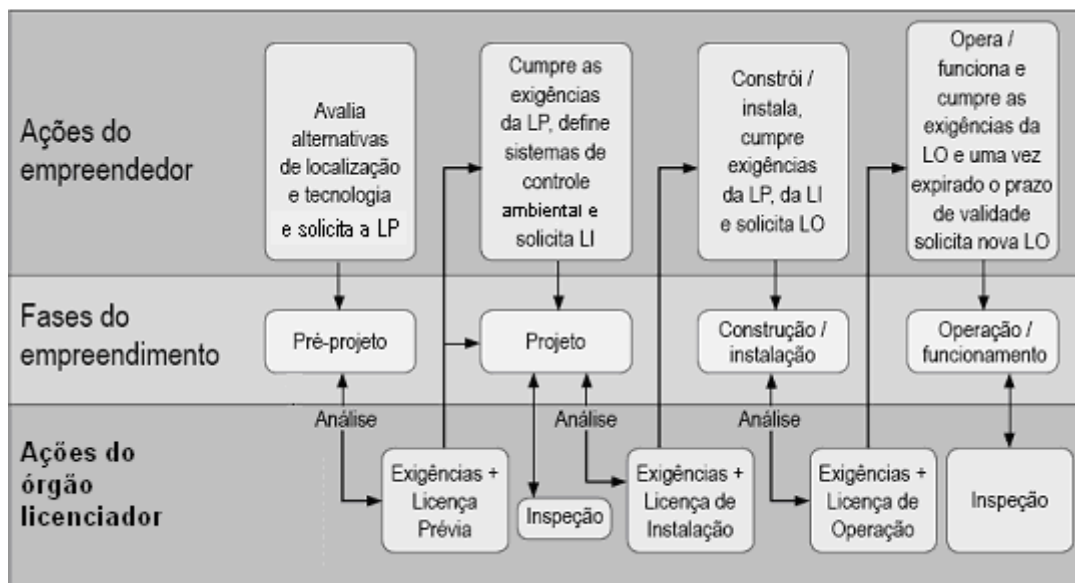 Ações do
empreendedor
Avalia
alternativas
de localização
e tecnologia
e solicita a LP
Cumpre as
exigências
da LP, define
sistemas de
controle
ambiental e
solicita LI
Constrói /
instala,
cumpre
exigências
da LP, da LI
e solicita LO
Opera /
funciona e
cumpre as
exigências da
LO e uma vez
expirado o prazo
de validade
solicita nova LO
Fases do
empreendimento
Pré-projeto
Projeto
Construção /
instalação
Operação /
funcionamento
Ações do
órgão
licenciador
Análise
Exigências +
Licença
Prévia
Inspeção
Análise
Exigências +
Licença de
Instalação
Análise
Exigências +
Licença de
Operação
Inspeção